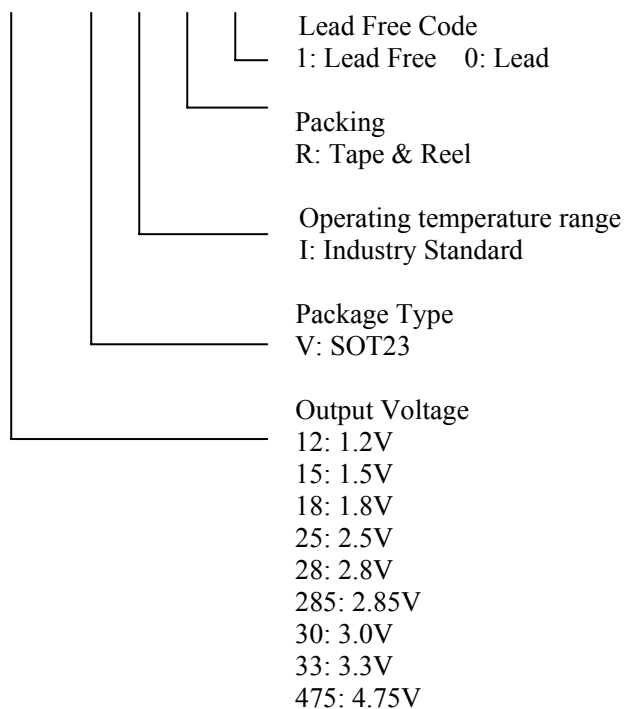 Lead Free Code
1: Lead Free 0: Lead
Packing
R: Tape & Reel
Operating temperature range
I: Industry Standard
Package Type
V: SOT23
Output Voltage
12: 1.2V
15: 1.5V
18: 1.8V
25: 2.5V
28: 2.8V
285: 2.85V
30: 3.0V
33: 3.3V
475: 4.75V